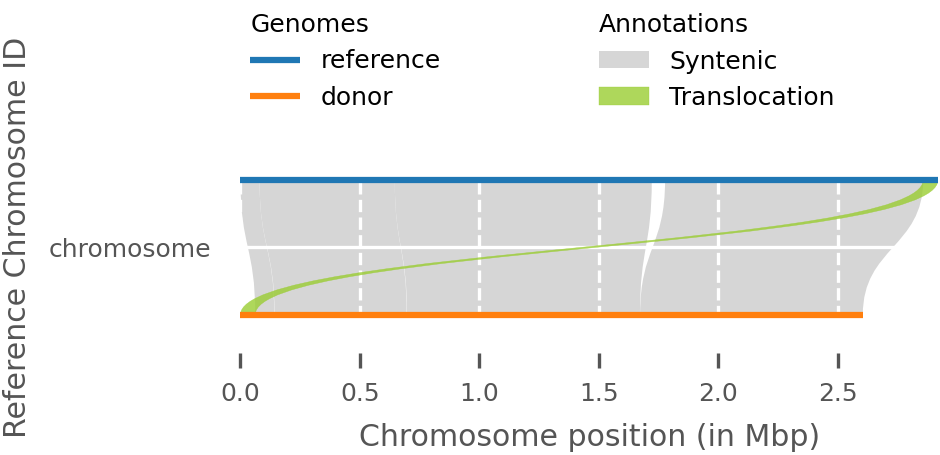 Genomes
reference
donor
Annotations
Syntenic
Translocation
Reference Chromosome ID
chromosome
0.0 0.5 1.0 1.5 2.0 2.5
Chromosome position (in Mbp)